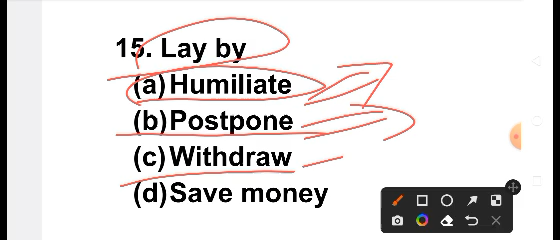 15. Lay by
(a) Humiliate
(b) Postpone
(c) Withdraw
(d) Save money